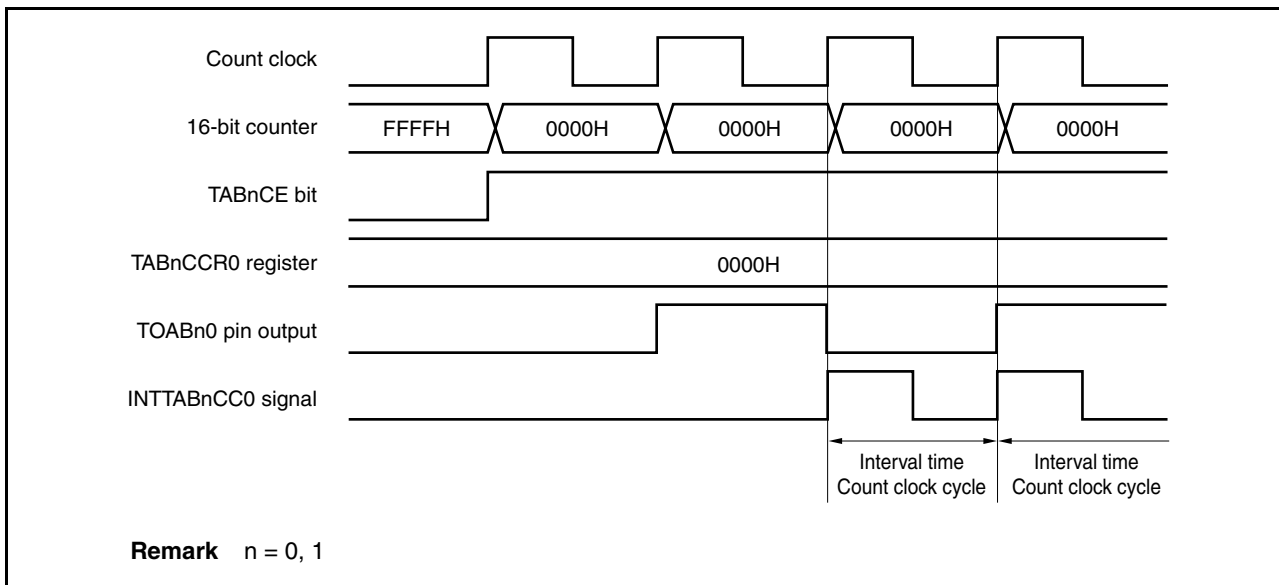 Count clock
16-bit counter
FFFFH 0000H 0000H 0000H 0000H
TABnCE bit
TABnCCR0 register
0000H
TOABn0 pin output
INTTABnCC0 signal
Interval time
Count clock cycle
Interval time
Count clock cycle
Remark n = 0, 1